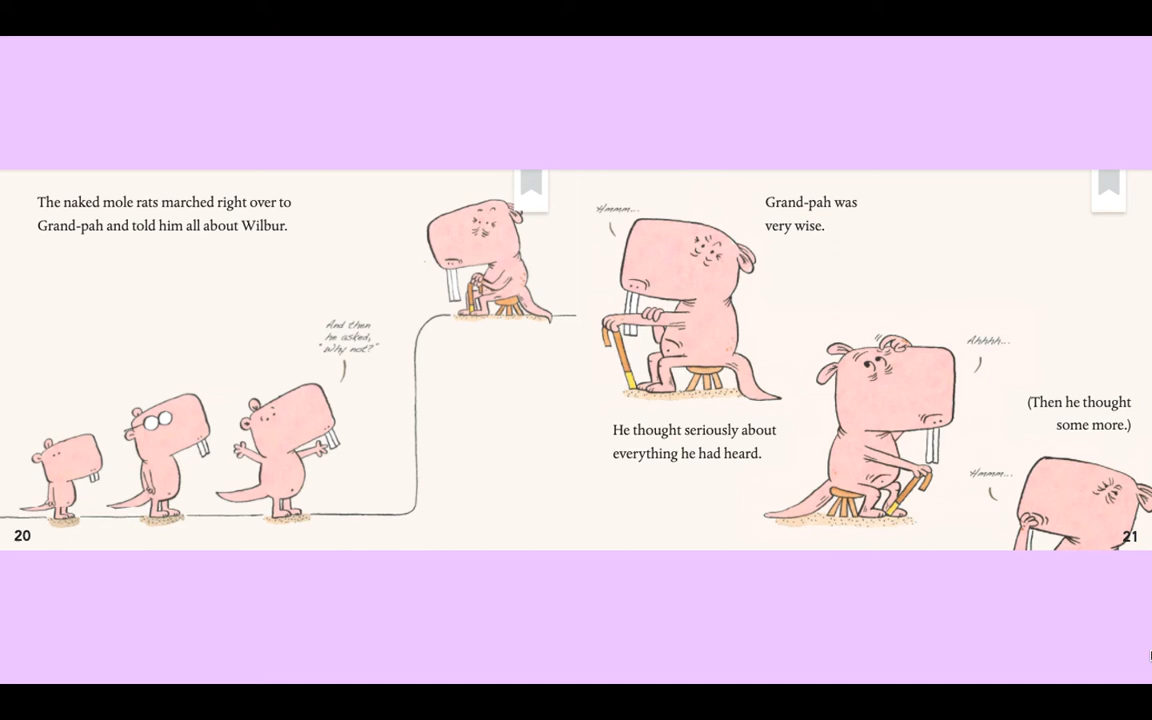 The naked mole rats marched right over to
Grand-pah and told him all about Wilbur.
And then
he asked,
"Why not?"
20
Hmmm...
Grand-pah was
very wise.
He thought seriously about
everything he had heard.
Ahhhh...
(Then he thought
some more.)
Hmmm...
21